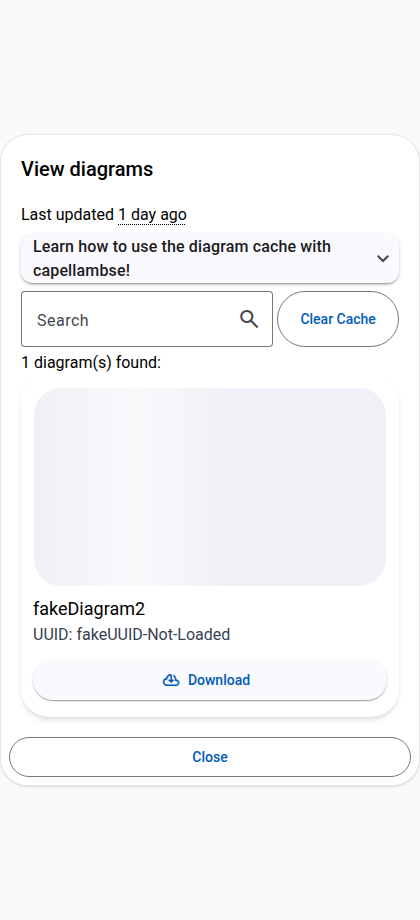 View diagrams
Last updated 1 day ago
Learn how to use the diagram cache with
capellambse!
Search
Clear Cache
1 diagram(s) found:
fakeDiagram2
UUID: fakeUUID-Not-Loaded
Download
Close